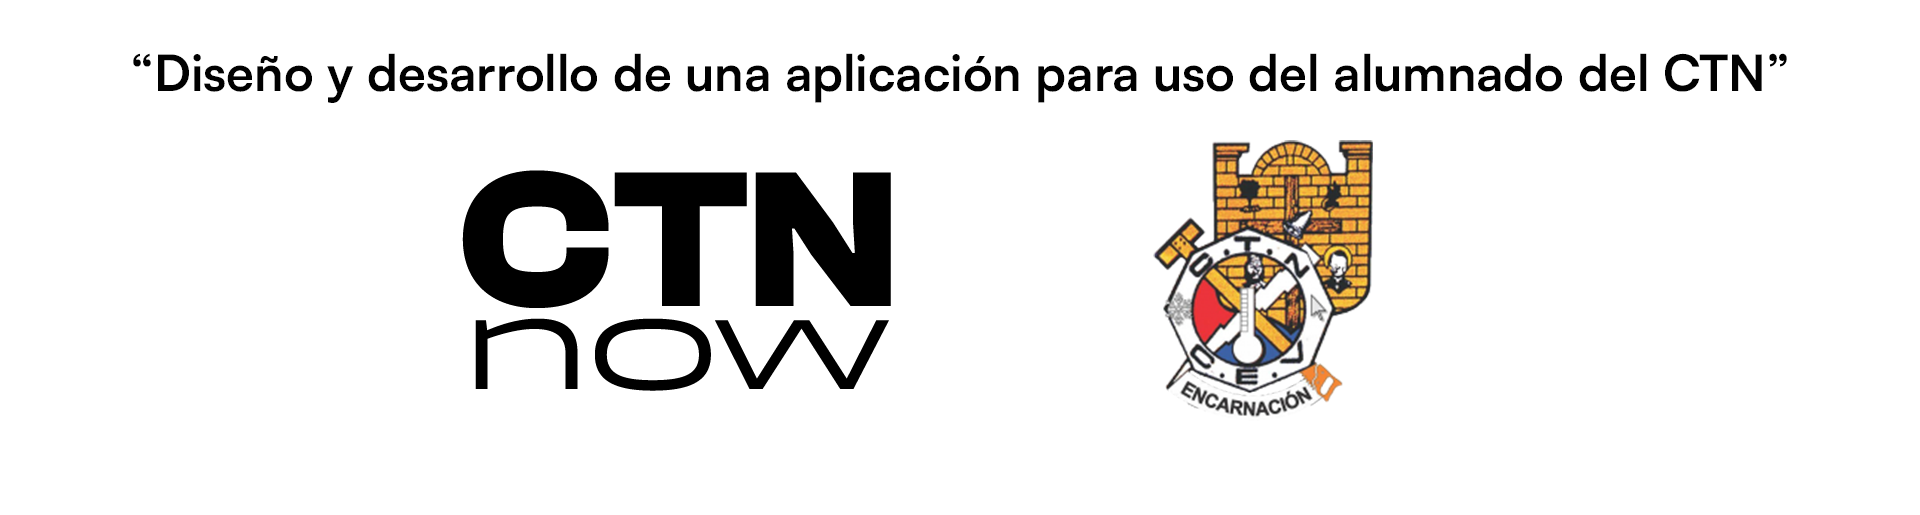 “Diseño y desarrollo de una aplicación para uso del alumnado del CTN”
CTN
now
C.T.N
C.E.L
ENCARNACIÓN